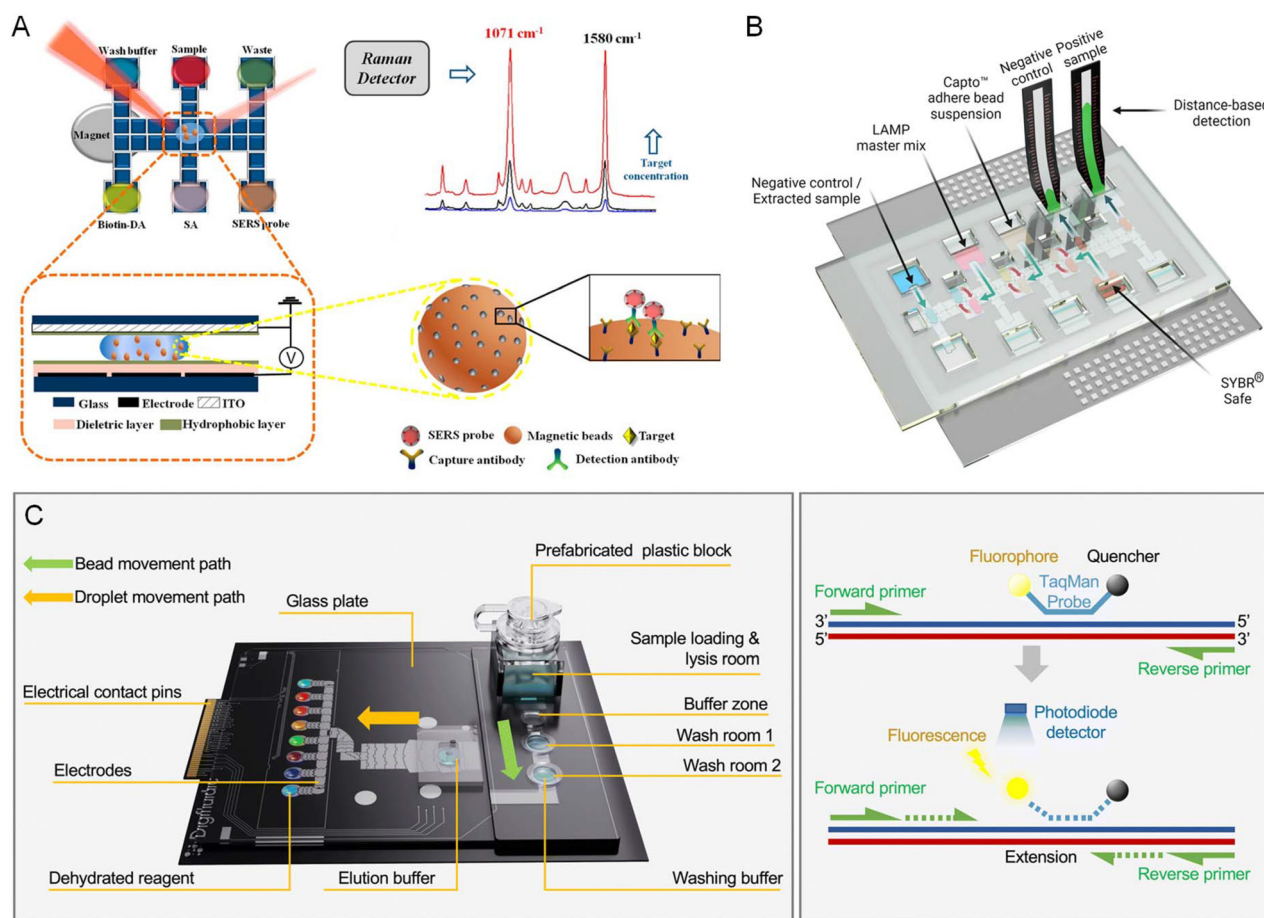 A
Wash buffer
Sample
Waste
Magnet
Biotin-DA
SA
SERS probe
Raman
Detector
1071 cm-1
1580 cm-1
Target
concentration
V
Glass
Electrode
ITO
Dieletric layer
Hydrophobic layer
SERS probe
Magnetic beads
Target
Capture antibody
Detection antibody
B
Negative
control
Positive
sample
Capto™
adhere bead
suspension
LAMP
master mix
Negative control /
Extracted sample
Distance-based
detection
SYBR®
Safe
C
Bead movement path
Droplet movement path
Glass plate
Prefabricated plastic block
Sample loading &
lysis room
Electrical contact pins
Buffer zone
Wash room 1
Wash room 2
Electrodes
Dehydrated reagent
Elution buffer
Washing buffer
Fluorophore
Quencher
TaqMan
Probe
Forward primer
3’
5’
5’
3’
Reverse primer
Photodiode
detector
Fluorescence
Forward primer
Extension
Reverse primer